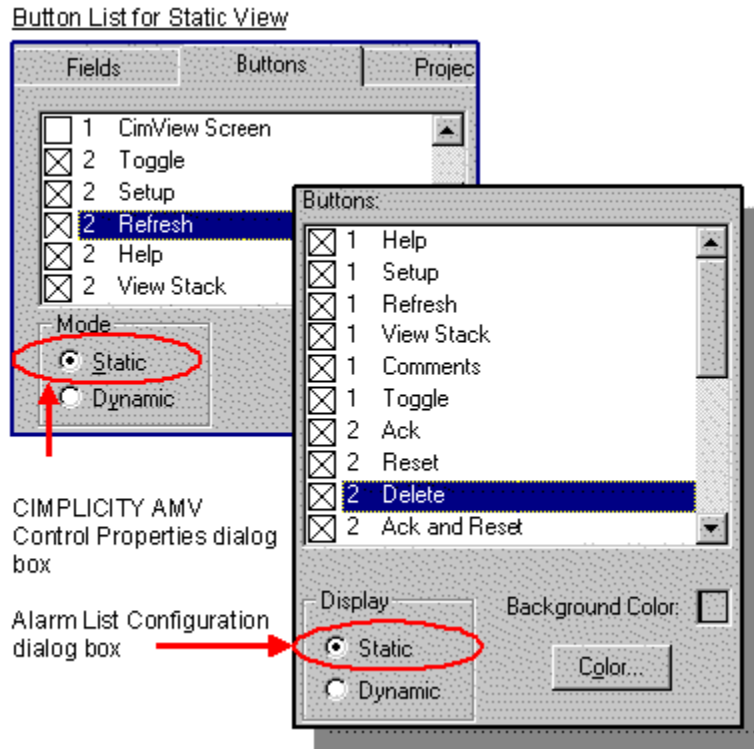 Button List for Static View
Fields Buttons Projec
1 CimView Screen
2 Toggle
2 Setup
2 Refresh
2 Help
2 View Stack
Mode
Static
Dynamic
Buttons:
1 Help
1 Setup
1 Refresh
1 View Stack
1 Comments
1 Toggle
2 Ack
2 Reset
2 Delete
2 Ack and Reset
Display
Static
Dynamic
Background Color:
Color...
CIMPLICITY AMV
Control Properties dialog
box
Alarm List Configuration
dialog box